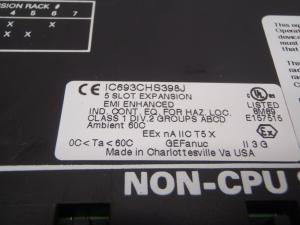 SION RACK #
4 5 6 7
X X
X
CE IC693CHS398J
5 SLOT EXPANSION
EMI ENHANCED
IND. CONT. EQ. FOR HAZ. LOC.
CLASS 1 DIV. 2 GROUPS ABCD
Ambient 60C
UL
LISTED
E157515
EEx nA IIC T5 X
Ex
0C < Ta < 60C GEFanuc II 3 G
Made in Charlottesville Va USA
NON-CPU